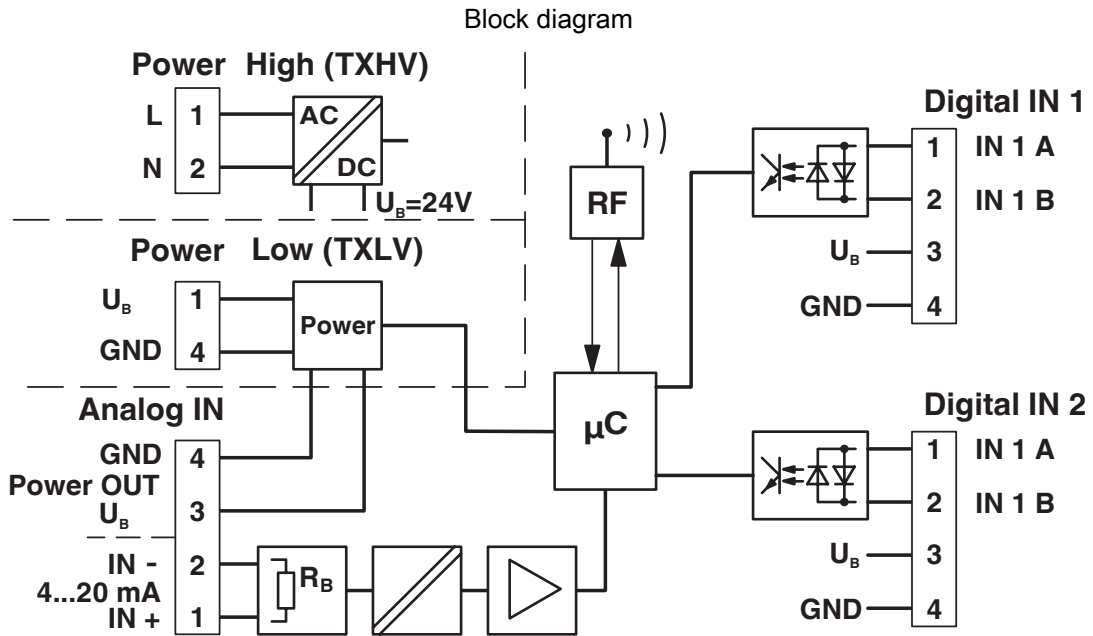 Block diagram
Power High (TXHV)
L 1
AC
N 2
DC
U_B=24V
Power Low (TXLV)
U_B 1
Power
GND 4
Analog IN
GND 4
Power OUT
U_B 3
IN - 2
4...20 mA
IN + 1
R_B
RF
µC
Digital IN 1
1 IN 1 A
2 IN 1 B
U_B 3
GND 4
Digital IN 2
1 IN 1 A
2 IN 1 B
U_B 3
GND 4